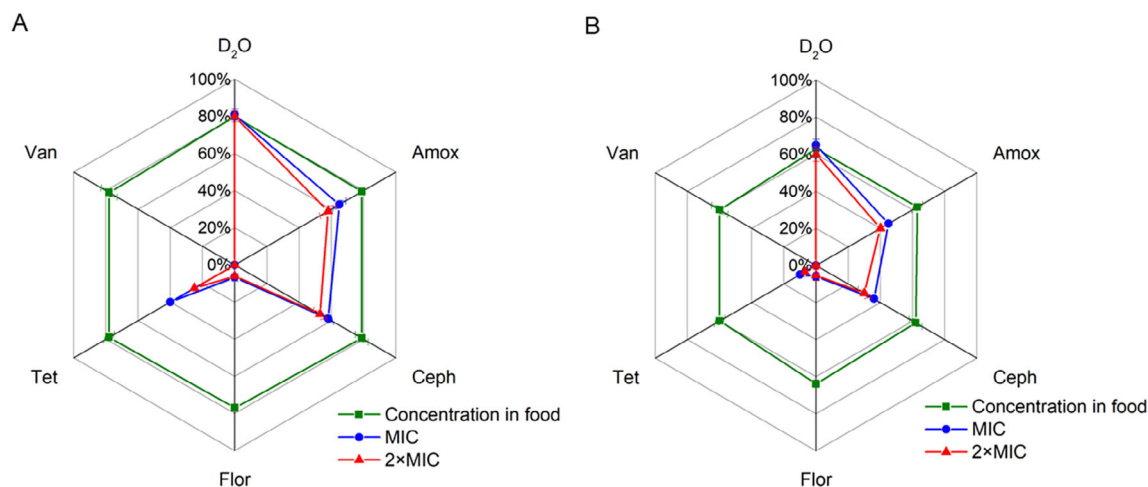 A
D₂O
100%
80%
60%
40%
20%
0%
Amox
Ceph
Flor
Tet
Van
Concentration in food
MIC
2×MIC
B
D₂O
100%
80%
60%
40%
20%
0%
Amox
Ceph
Flor
Tet
Van
Concentration in food
MIC
2×MIC